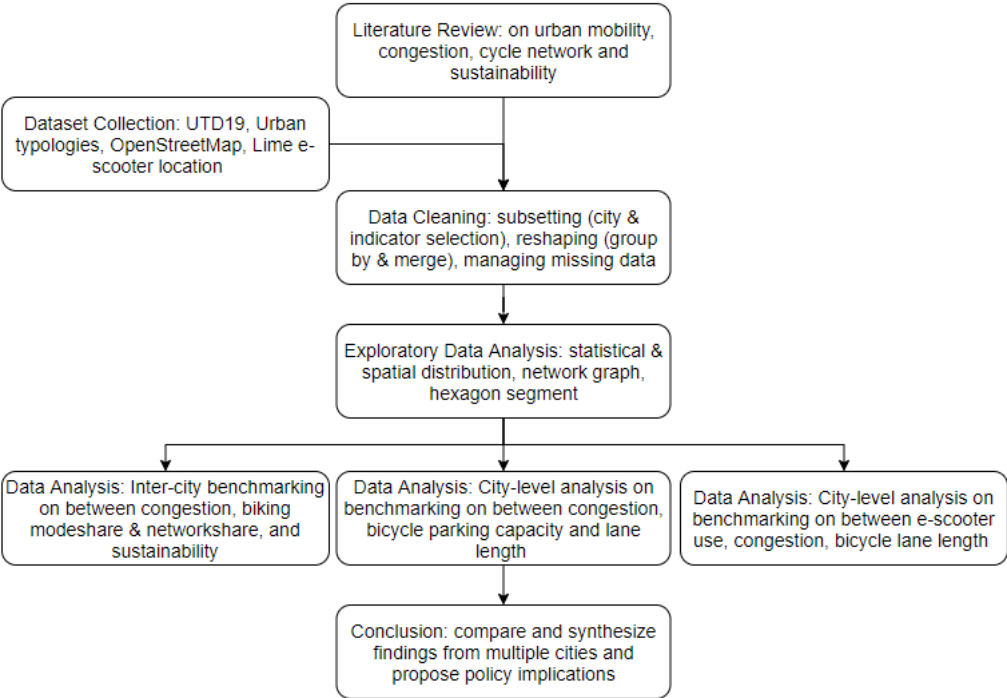 Literature Review: on urban mobility,
congestion, cycle network and
sustainability
Dataset Collection: UTD19, Urban
typologies, OpenStreetMap, Lime e-
scooter location
Data Cleaning: subsetting (city &
indicator selection), reshaping (group
by & merge), managing missing data
Exploratory Data Analysis: statistical &
spatial distribution, network graph,
hexagon segment
Data Analysis: Inter-city benchmarking
on between congestion, biking
modeshare & networkshare, and
sustainability
Data Analysis: City-level analysis on
benchmarking on between congestion,
bicycle parking capacity and lane
length
Data Analysis: City-level analysis on
benchmarking on between e-scooter
use, congestion, bicycle lane length
Conclusion: compare and synthesize
findings from multiple cities and
propose policy implications